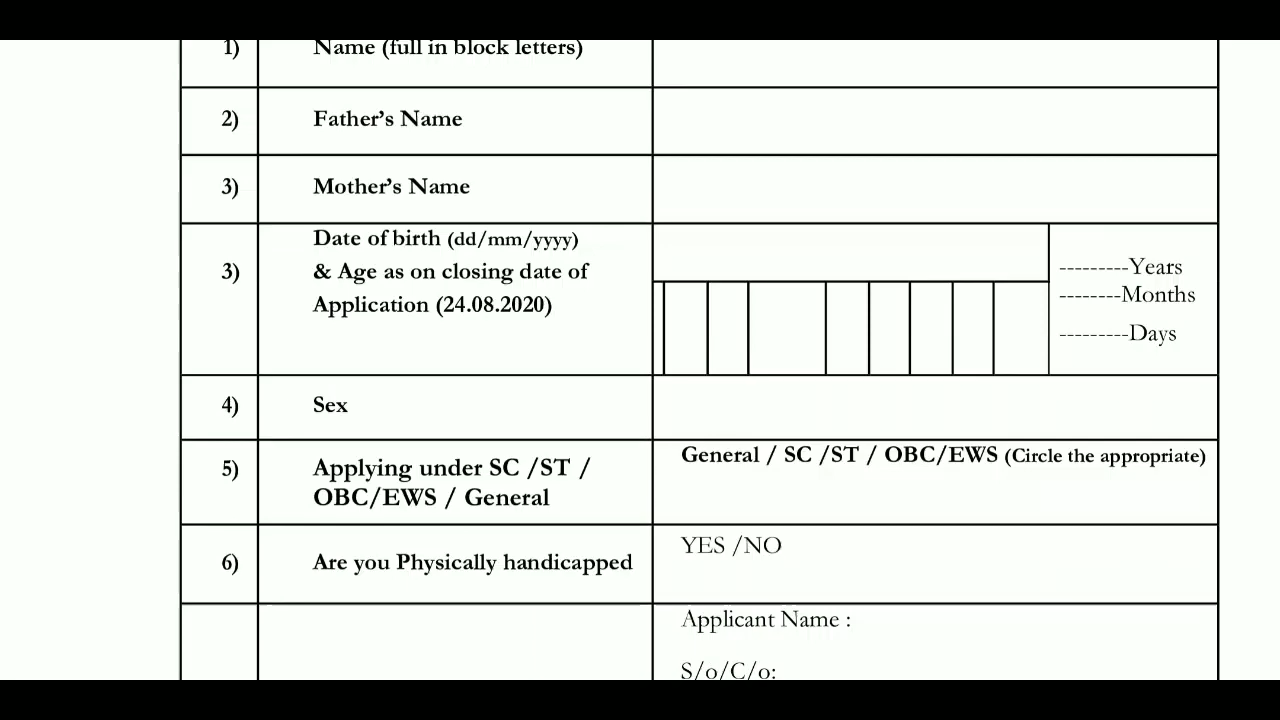 1) Name (full in block letters)
2) Father's Name
3) Mother's Name
Date of birth (dd/mm/yyyy)
3) & Age as on closing date of
Application (24.08.2020)
---------Years
--------Months
---------Days
4) Sex
5) Applying under SC /ST /
OBC/EWS / General
General / SC /ST / OBC/EWS (Circle the appropriate)
6) Are you Physically handicapped
YES /NO
Applicant Name :
S/o/C/o: